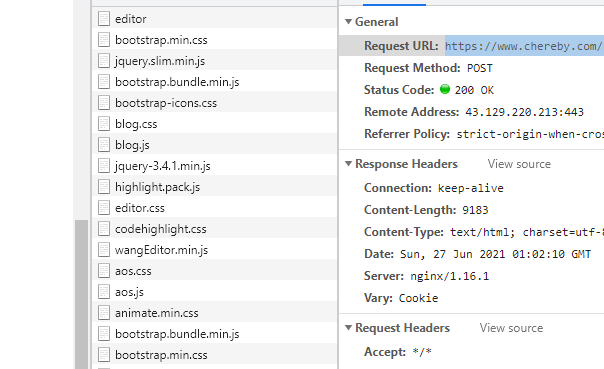 editor
bootstrap.min.css
jquery.slim.min.js
bootstrap.bundle.min.js
bootstrap-icons.css
blog.css
blog.js
jquery-3.4.1.min.js
highlight.pack.js
editor.css
codehighlight.css
wangEditor.min.js
aos.css
aos.js
animate.min.css
bootstrap.bundle.min.js
bootstrap.min.css
General
Request URL: https://www.chereby.com/
Request Method: POST
Status Code: 200 OK
Remote Address: 43.129.220.213:443
Referrer Policy: strict-origin-when-cros
Response Headers View source
Connection: keep-alive
Content-Length: 9183
Content-Type: text/html; charset=utf-8
Date: Sun, 27 Jun 2021 01:02:10 GMT
Server: nginx/1.16.1
Vary: Cookie
Request Headers View source
Accept: */*